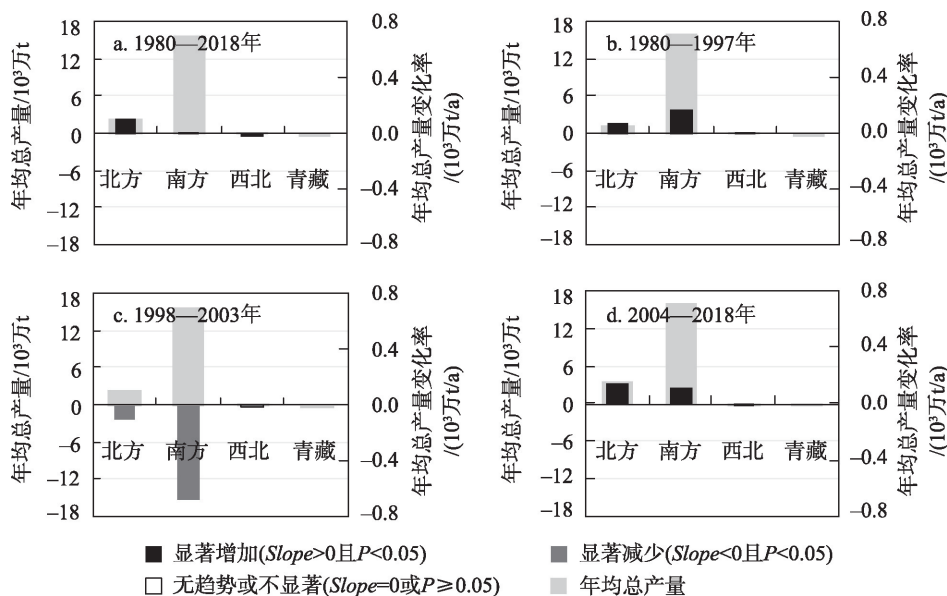 a. 1980—2018年
年均总产量/10³万t
18
12
6
0
−6
−12
−18
北方 南方 西北 青藏
0.8
0.4
0.0
−0.4
−0.8
年均总产量变化率
/(10³万t/a)
b. 1980—1997年
年均总产量/10³万t
18
12
6
0
−6
−12
−18
北方 南方 西北 青藏
0.8
0.4
0.0
−0.4
−0.8
年均总产量变化率
/(10³万t/a)
c. 1998—2003年
年均总产量/10³万t
18
12
6
0
−6
−12
−18
北方 南方 西北 青藏
0.8
0.4
0.0
−0.4
−0.8
年均总产量变化率
/(10³万t/a)
d. 2004—2018年
年均总产量/10³万t
18
12
6
0
−6
−12
−18
北方 南方 西北 青藏
0.8
0.4
0.0
−0.4
−0.8
年均总产量变化率
/(10³万t/a)
显著增加(Slope>0且P<0.05)
显著减少(Slope<0且P<0.05)
无趋势或不显著(Slope=0或P≥0.05)
年均总产量